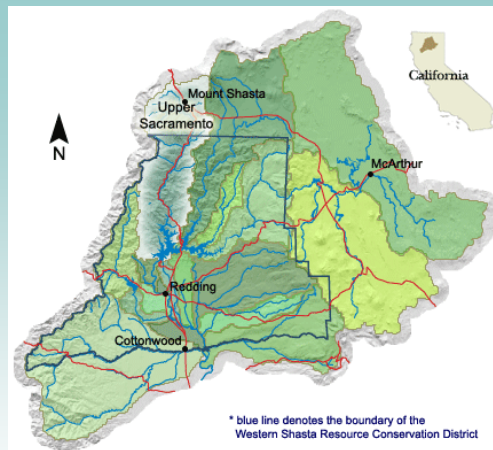 California
Mount Shasta
Upper
Sacramento
N
McArthur
Redding
Cottonwood
* blue line denotes the boundary of the
Western Shasta Resource Conservation District